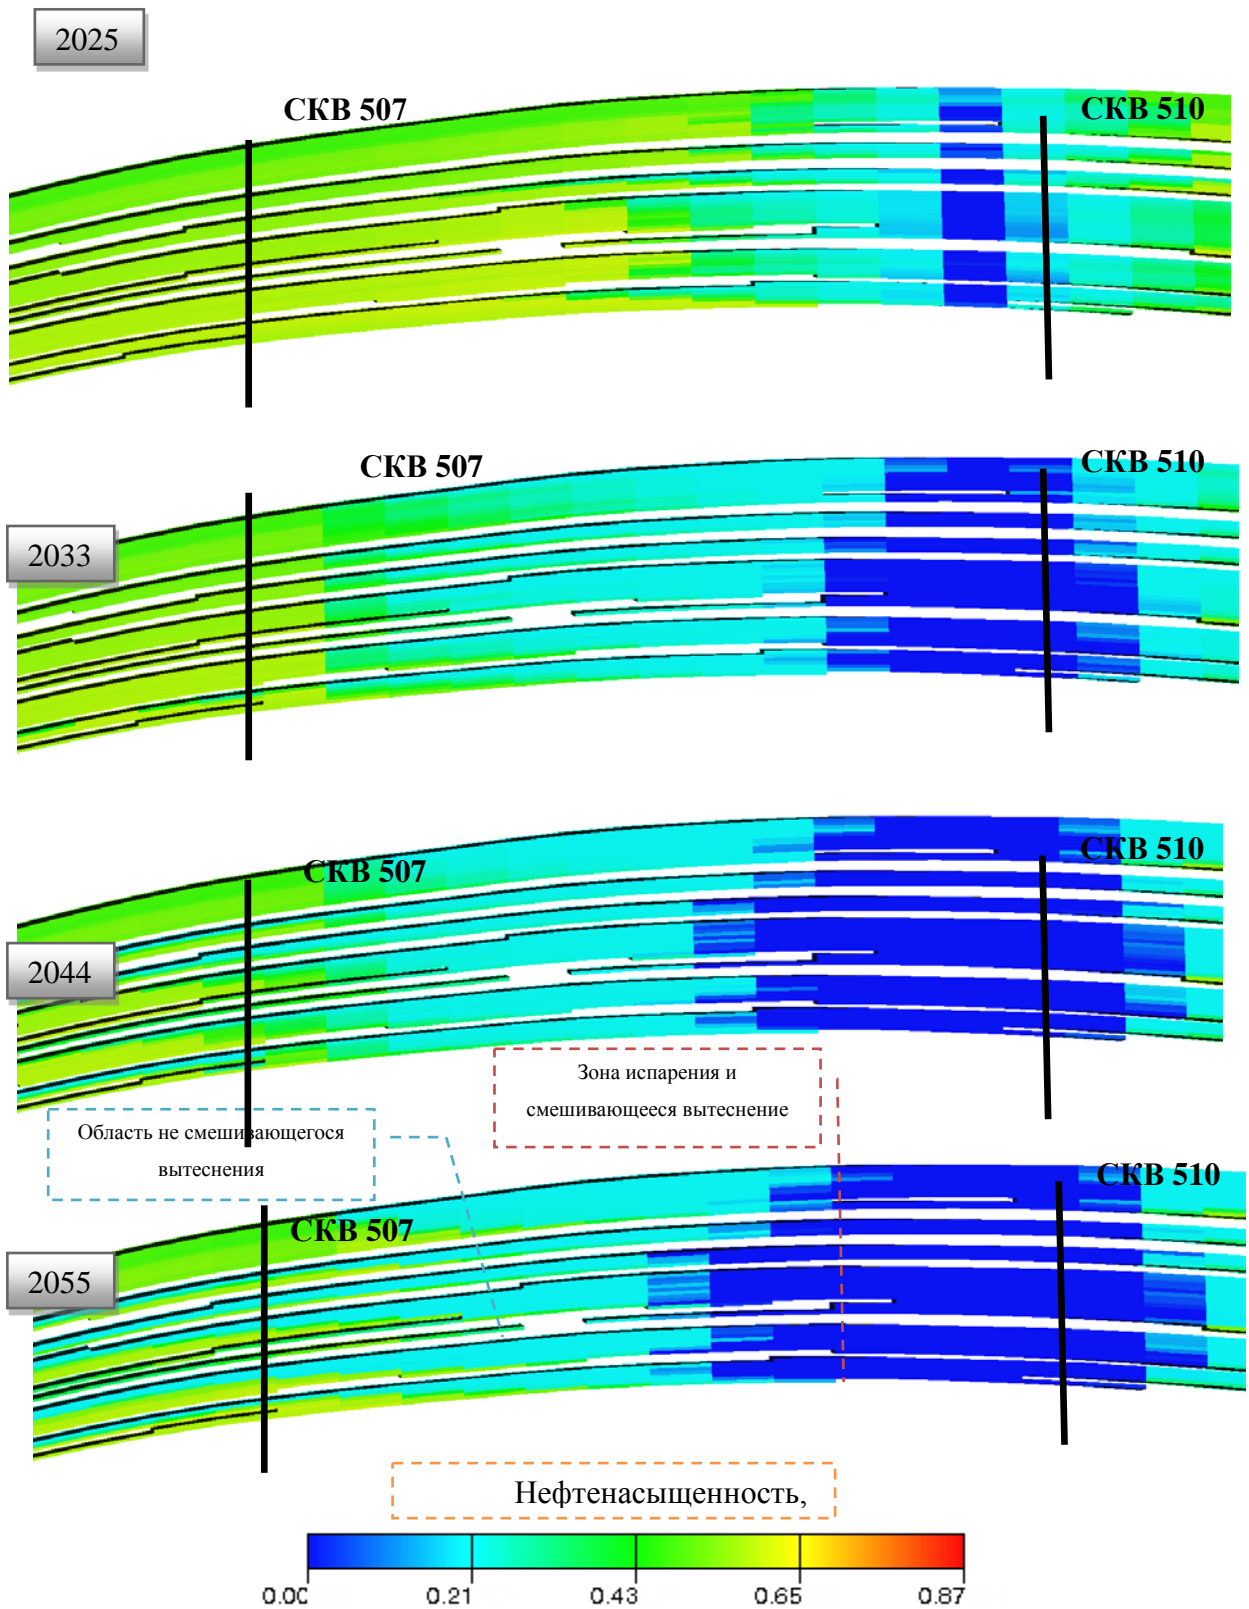 2025
СКВ 507
СКВ 510
СКВ 507
СКВ 510
2033
СКВ 507
СКВ 510
2044
Зона испарения и
смешивающееся вытеснение
Область не смешивающегося
вытеснения
СКВ 507
СКВ 510
2055
Нефтенасыщенность,
0.00
0.21
0.43
0.65
0.87